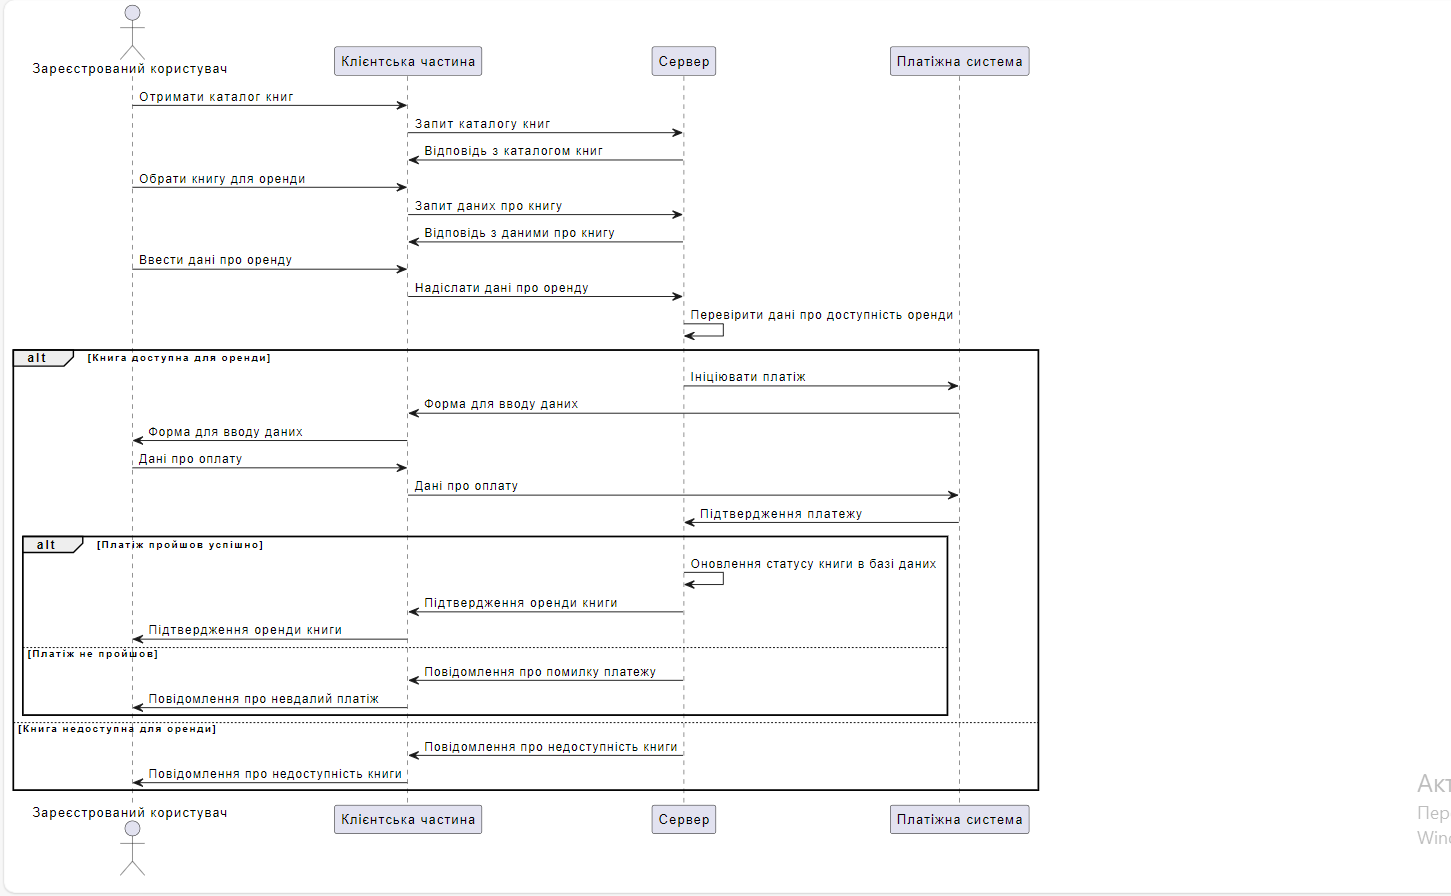 Зареєстрований користувач
Клієнтська частина
Сервер
Платіжна система
Отримати каталог книг
Запит каталогу книг
Відповідь з каталогом книг
Обрати книгу для оренди
Запит даних про книгу
Відповідь з даними про книгу
Ввести дані про оренду
Надіслати дані про оренду
Перевірити дані про доступність оренди
alt [Книга доступна для оренди]
Ініціювати платіж
Форма для вводу даних
Форма для вводу даних
Дані про оплату
Дані про оплату
Підтвердження платежу
alt [Платіж пройшов успішно]
Оновлення статусу книги в базі даних
Підтвердження оренди книги
Підтвердження оренди книги
[Платіж не пройшов]
Повідомлення про помилку платежу
Повідомлення про невдалий платіж
[Книга недоступна для оренди]
Повідомлення про недоступність книги
Повідомлення про недоступність книги
Зареєстрований користувач
Клієнтська частина
Сервер
Платіжна система